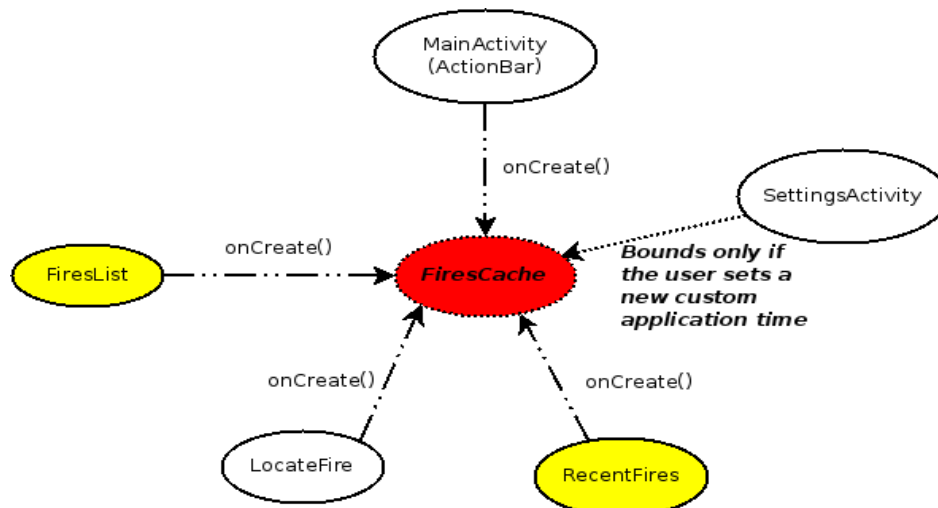 MainActivity
(ActionBar)
onCreate()
SettingsActivity
onCreate()
FiresList
FiresCache
Bounds only if
the user sets a
new custom
application time
onCreate()
onCreate()
LocateFire
RecentFires